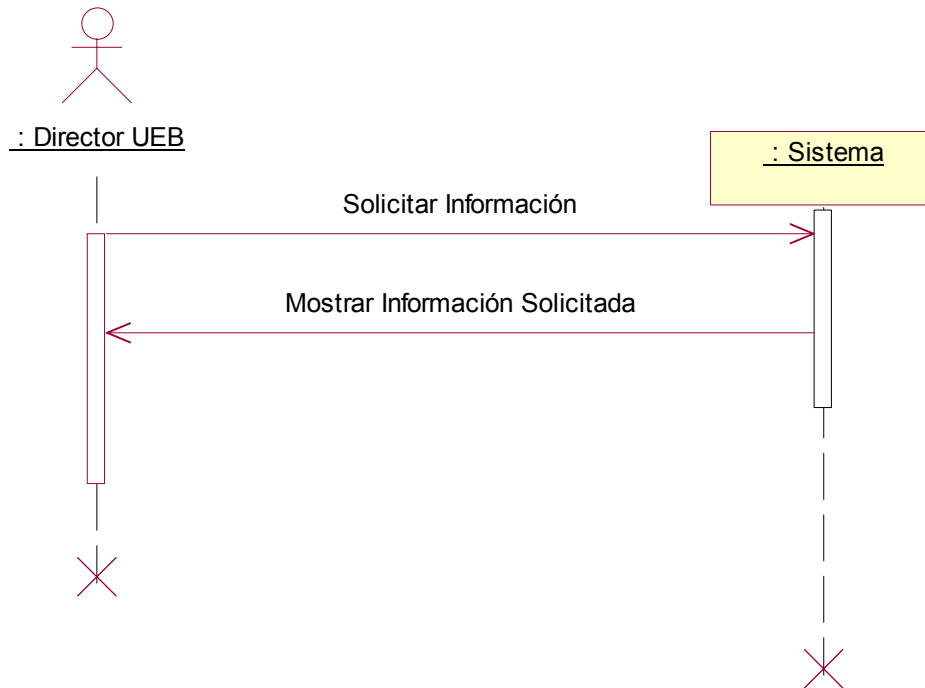 : Director UEB
: Sistema
Solicitar Información
Mostrar Información Solicitada